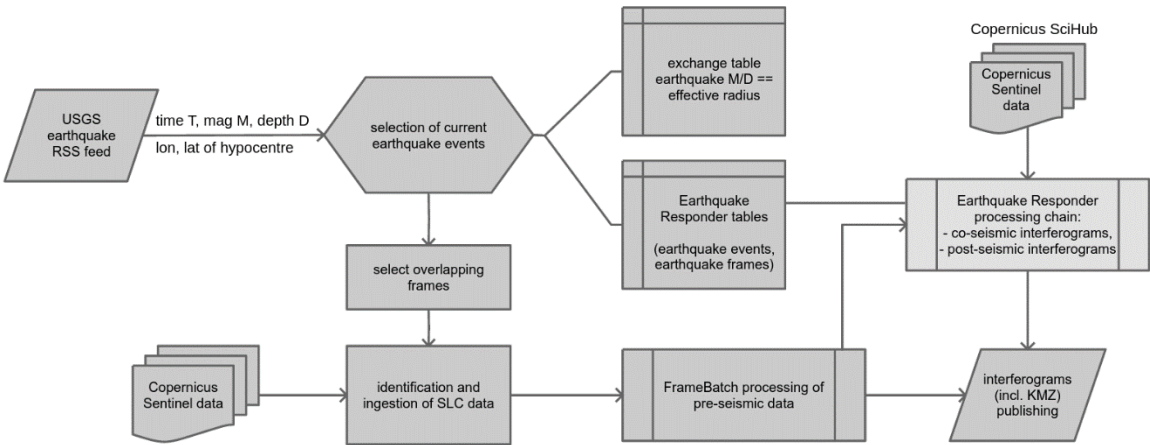 Copernicus SciHub
exchange table
earthquake M/D ==
effective radius
Copernicus
Sentinel
data
USGS
earthquake
RSS feed
time T, mag M, depth D
lon, lat of hypocentre
selection of current
earthquake events
Earthquake
Responder tables
(earthquake events,
earthquake frames)
Earthquake Responder
processing chain:
- co-seismic interferograms,
- post-seismic interferograms
select overlapping
frames
Copernicus
Sentinel data
identification and
ingestion of SLC data
FrameBatch processing of
pre-seismic data
interferograms
(incl. KMZ)
publishing